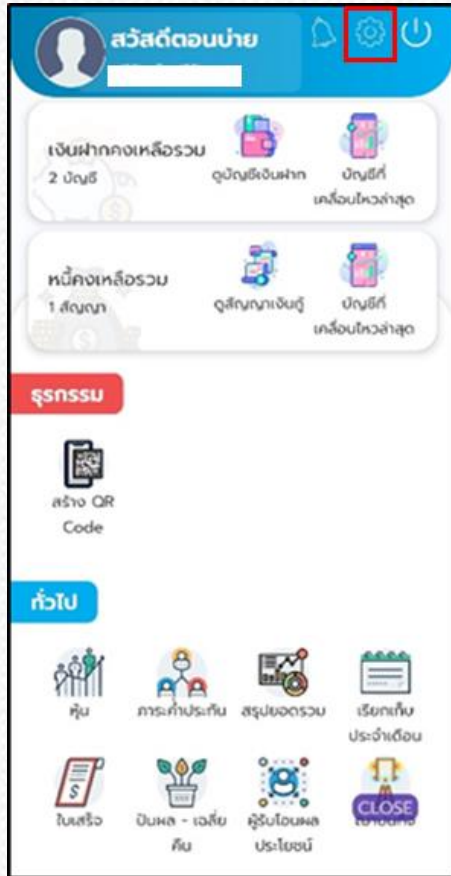 สวัสดีตอนบ่าย
เงินฝากคงเหลือรวม
2 บัญชี
ดูบัญชีเงินฝาก
บัญชีที่
เคลื่อนไหวล่าสุด
หนี้คงเหลือรวม
1 สัญญา
ดูสัญญาเงินกู้
บัญชีที่
เคลื่อนไหวล่าสุด
ธุรกรรม
สร้าง QR
Code
ทั่วไป
หุ้น
ภาระค้ำประกัน
สรุปยอดรวม
เรียกเก็บ
ประจำเดือน
ใบเสร็จ
ปันผล - เฉลี่ย
คืน
ผู้รับโอนผล
ประโยชน์
CLOSE